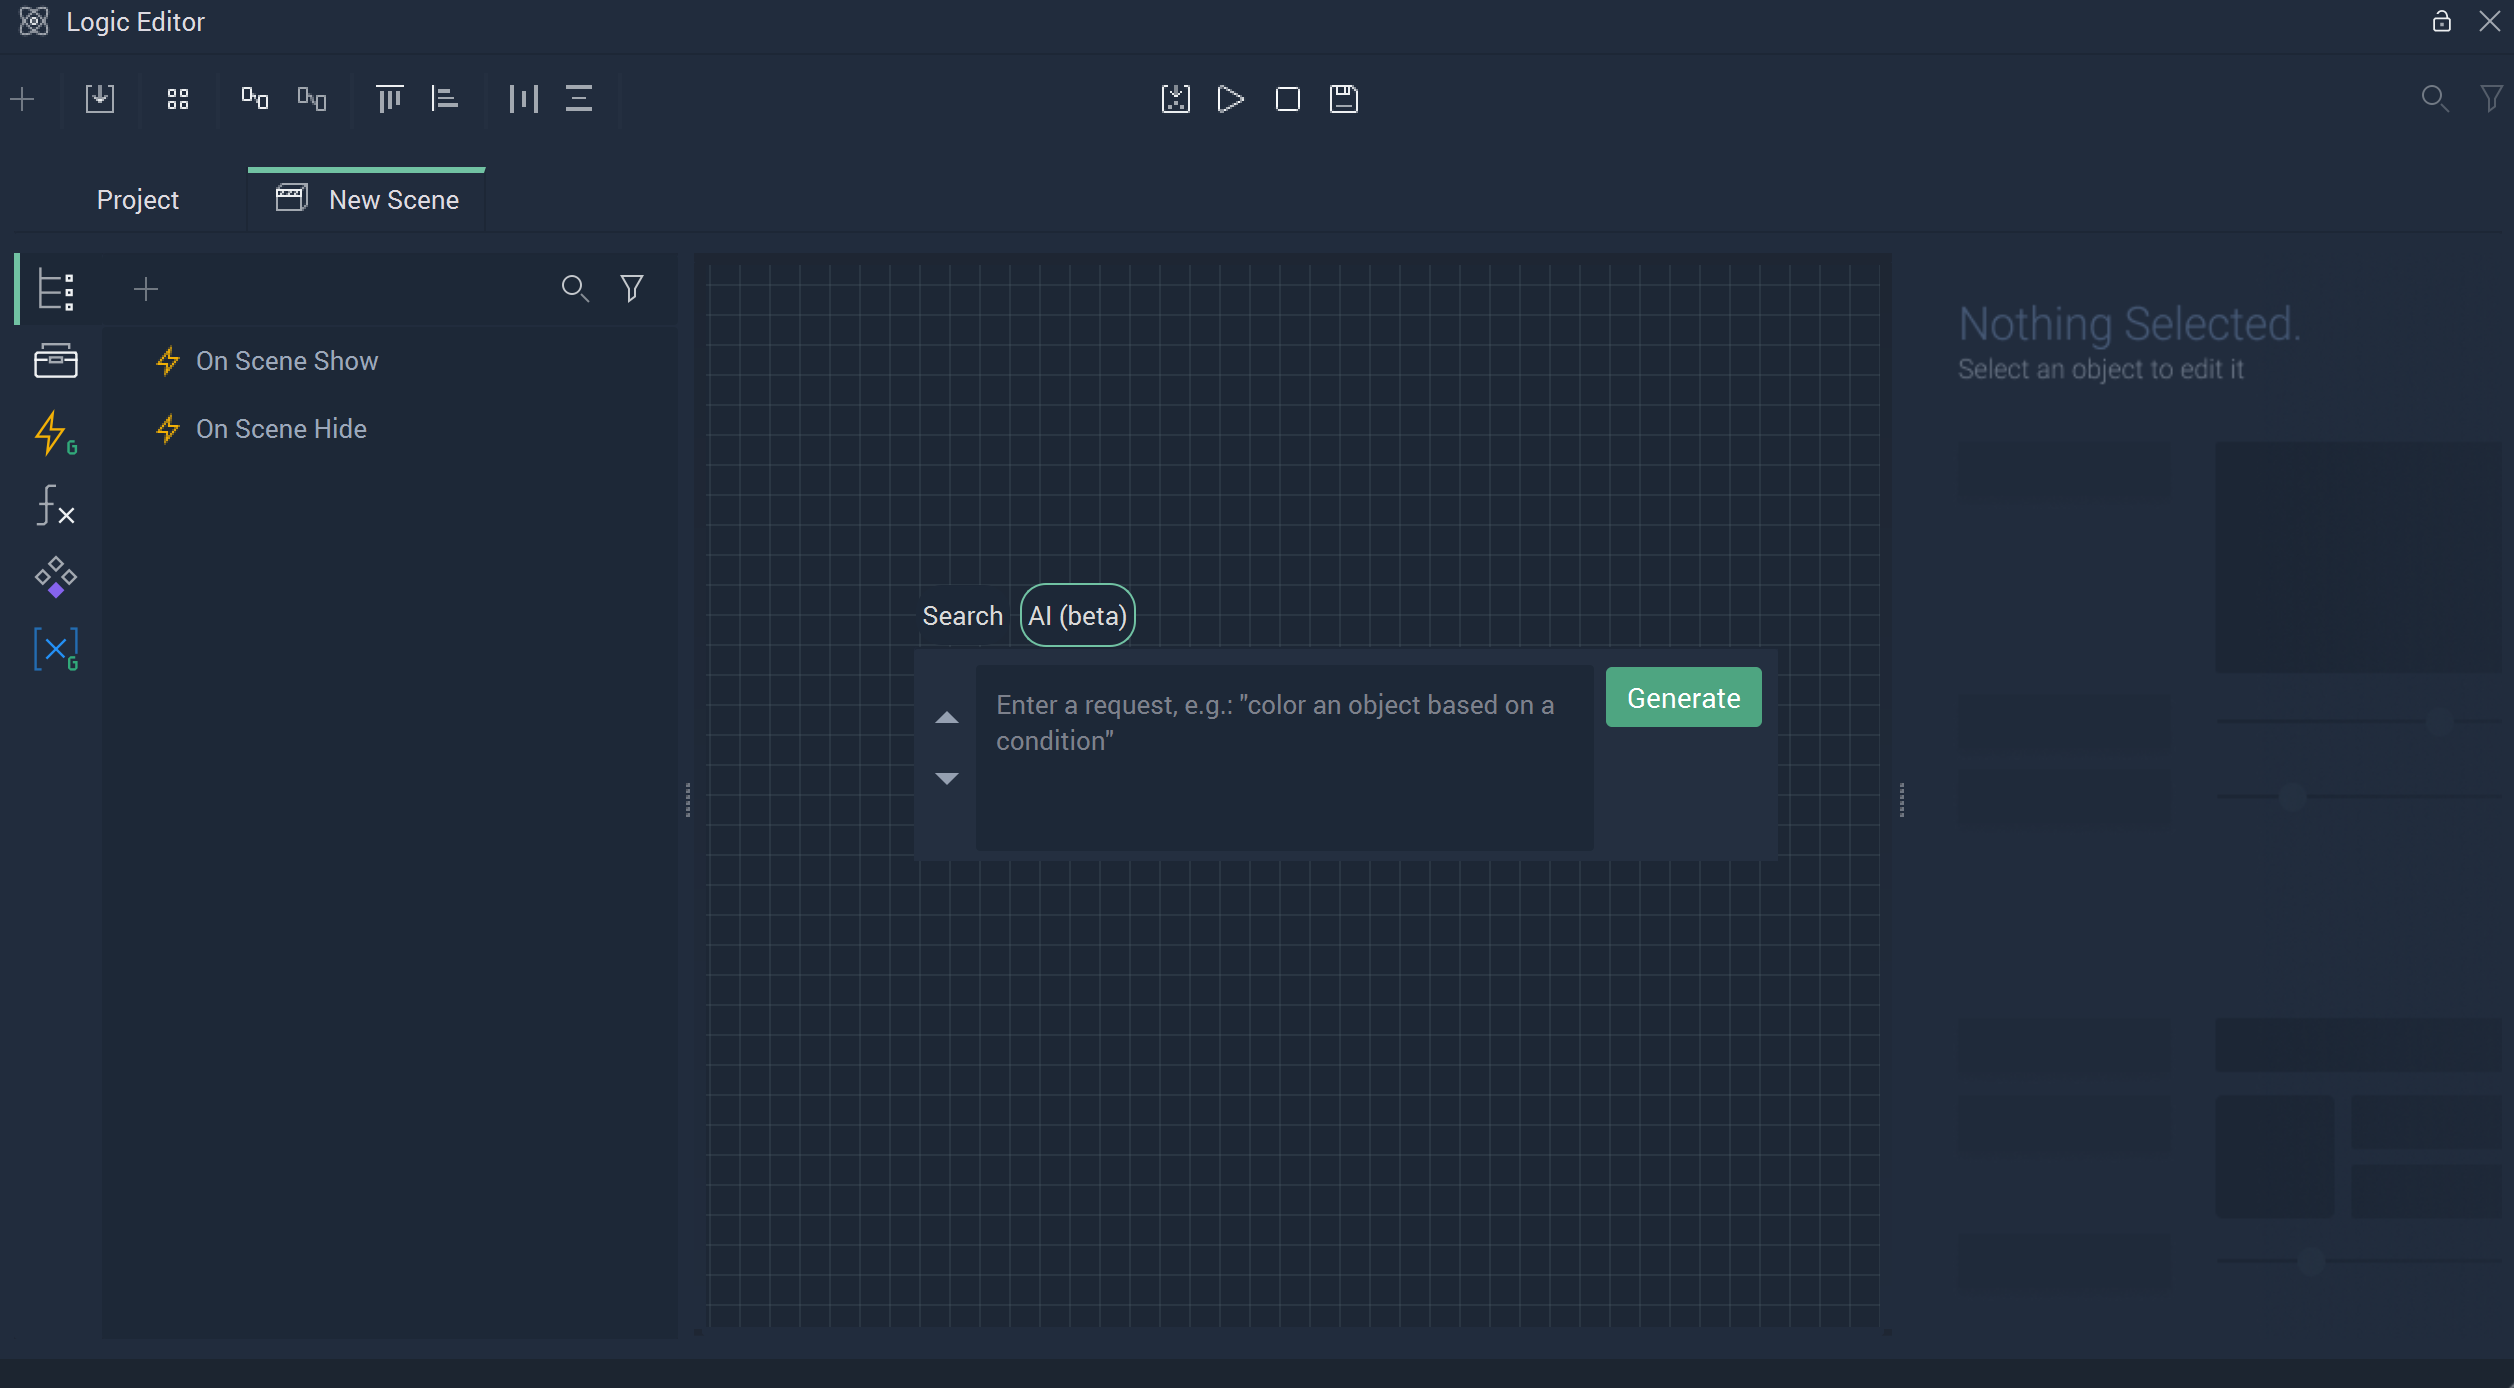 Logic Editor
Project
New Scene
On Scene Show
On Scene Hide
Search
AI (beta)
Enter a request, e.g.: "color an object based on a
condition"
Generate
Nothing Selected.
Select an object to edit it